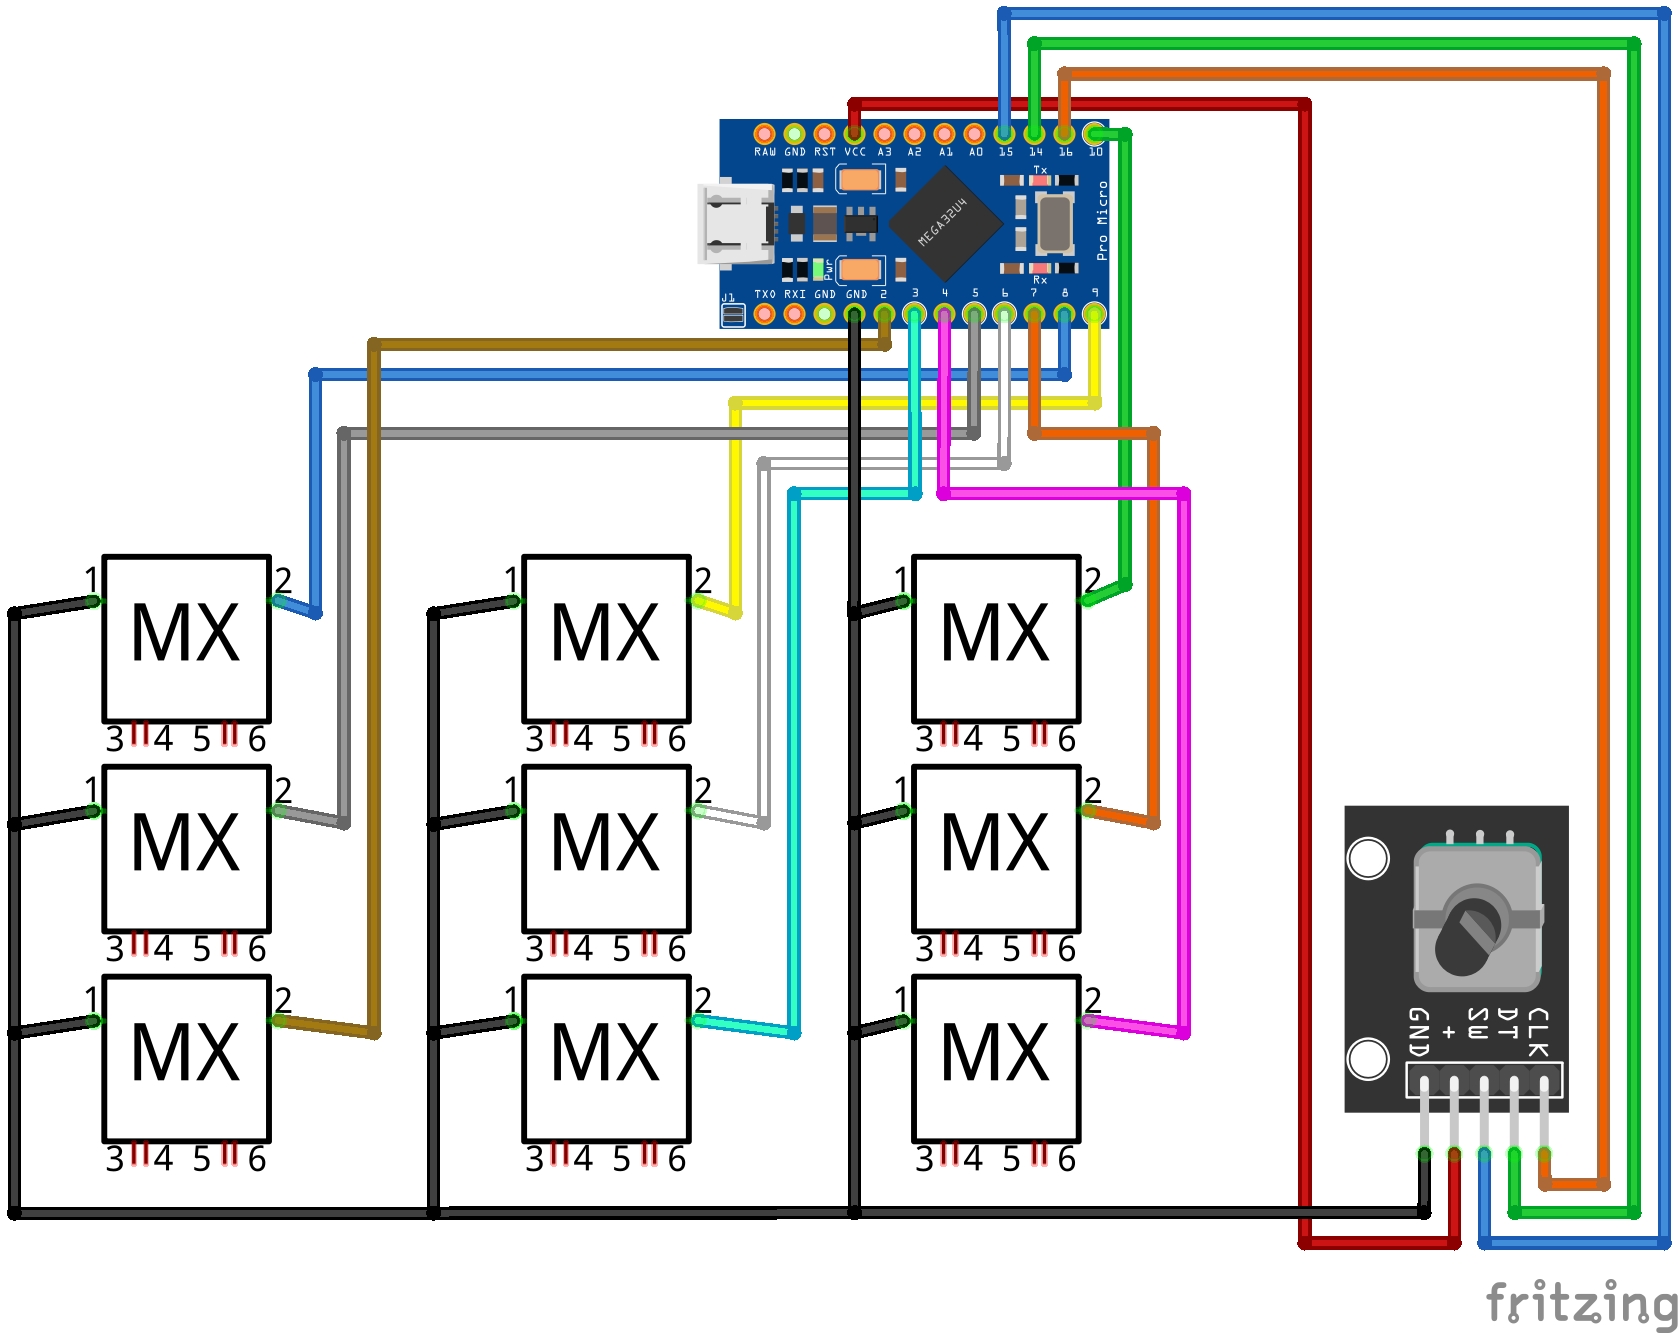 RAW GND RST VCC A3 A2 A1 A0 15 14 16 10
Tx
MEGA32U4
Pro Micro
Pwr
Rx
J1
TX0 RXI GND GND 2 3 4 5 6 7 8 9
1 MX 2 1 MX 2 1 MX 2
3 4 5 6 3 4 5 6 3 4 5 6
1 MX 2 1 MX 2 1 MX 2
3 4 5 6 3 4 5 6 3 4 5 6
1 MX 2 1 MX 2 1 MX 2
3 4 5 6 3 4 5 6 3 4 5 6
GND + SW DT CLK
fritzing